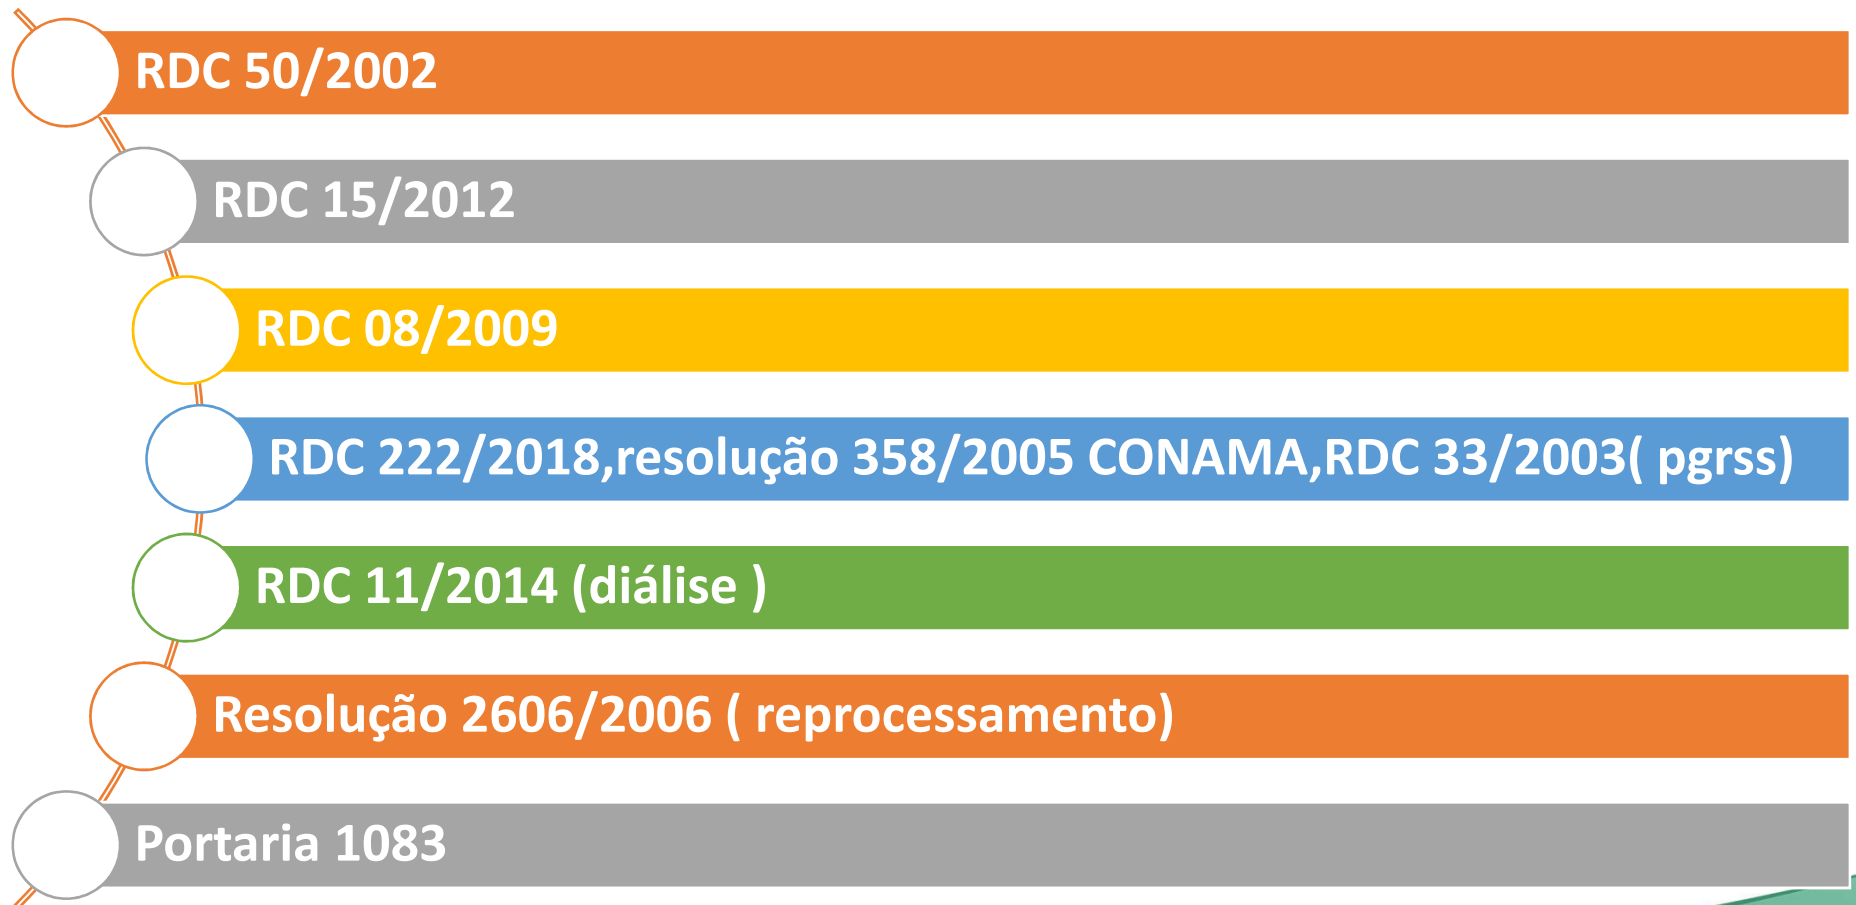 RDC 50/2002
RDC 15/2012
RDC 08/2009
RDC 222/2018,resolução 358/2005 CONAMA,RDC 33/2003( pgrss)
RDC 11/2014 (diálise )
Resolução 2606/2006 ( reprocessamento)
Portaria 1083